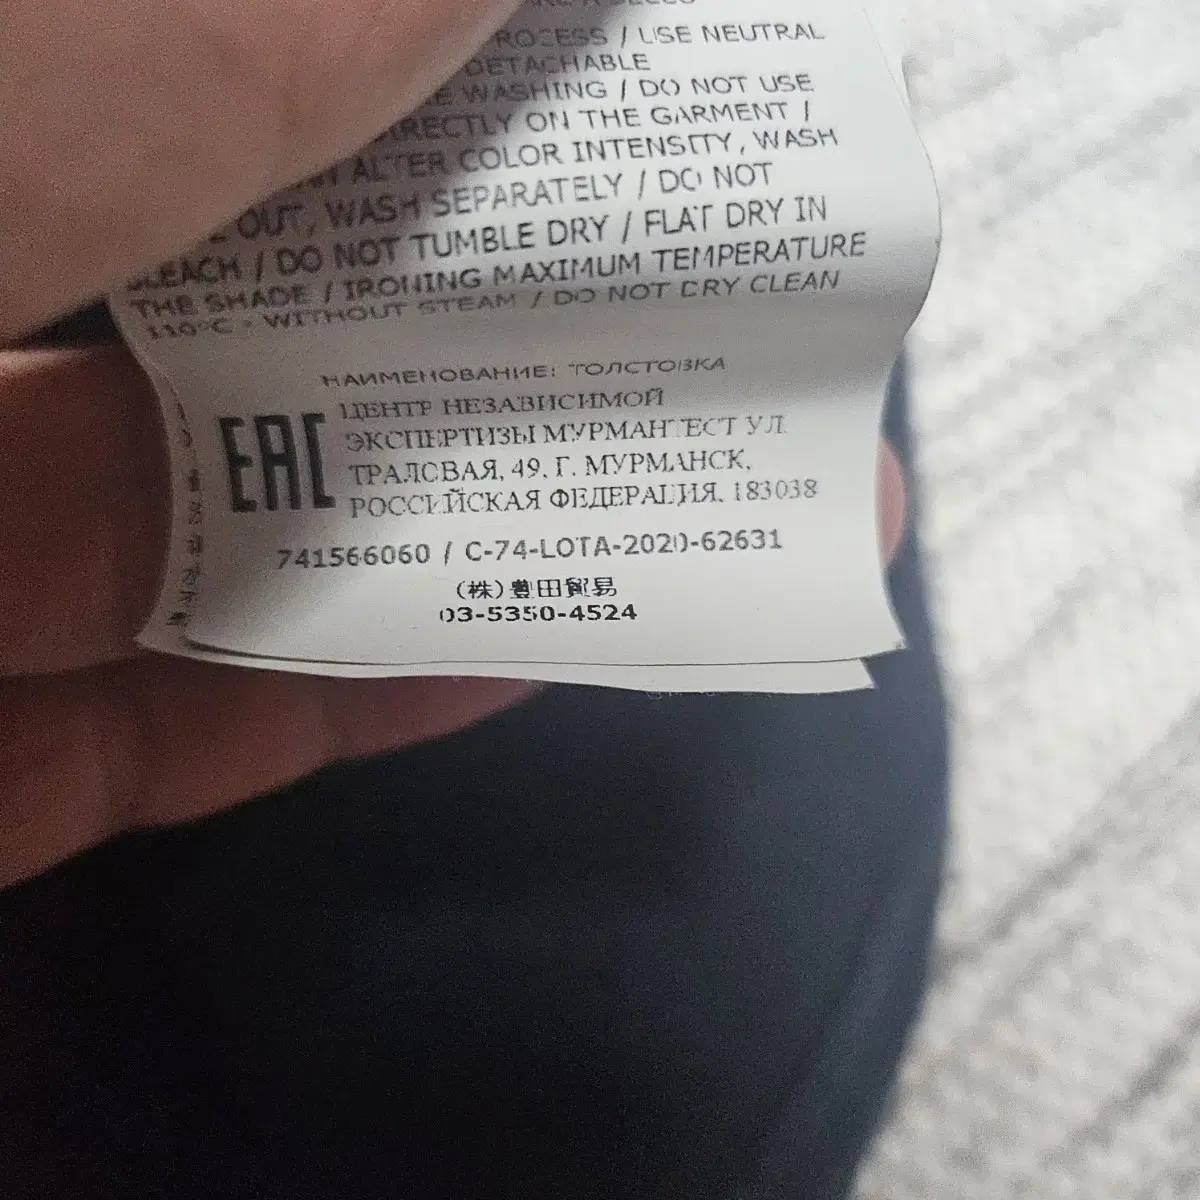 ROCESS / USE NEUTRAL
DETACHABLE
WASHING / DO NOT USE
DIRECTLY ON THE GARMENT /
ALTER COLOR INTENSITY, WASH
OUT, WASH SEPARATELY / DO NOT
BLEACH / DO NOT TUMBLE DRY / FLAT DRY IN
THE SHADE / IRONING MAXIMUM TEMPERATURE
110°C - WITHOUT STEAM / DO NOT DRY CLEAN
НАИМЕНОВАНИЕ: ТОЛСТОВКА
EAC
ЦЕНТР НЕЗАВИСИМОЙ
ЭКСПЕРТИЗЫ МУРМАНТЕСТ УЛ.
ТРАЛОВАЯ, 49, Г. МУРМАНСК,
РОССИЙСКАЯ ФЕДЕРАЦИЯ, 183038
741566060 / C-74-LOTA-2020-62631
(株)豊田貿易
03-5350-4524